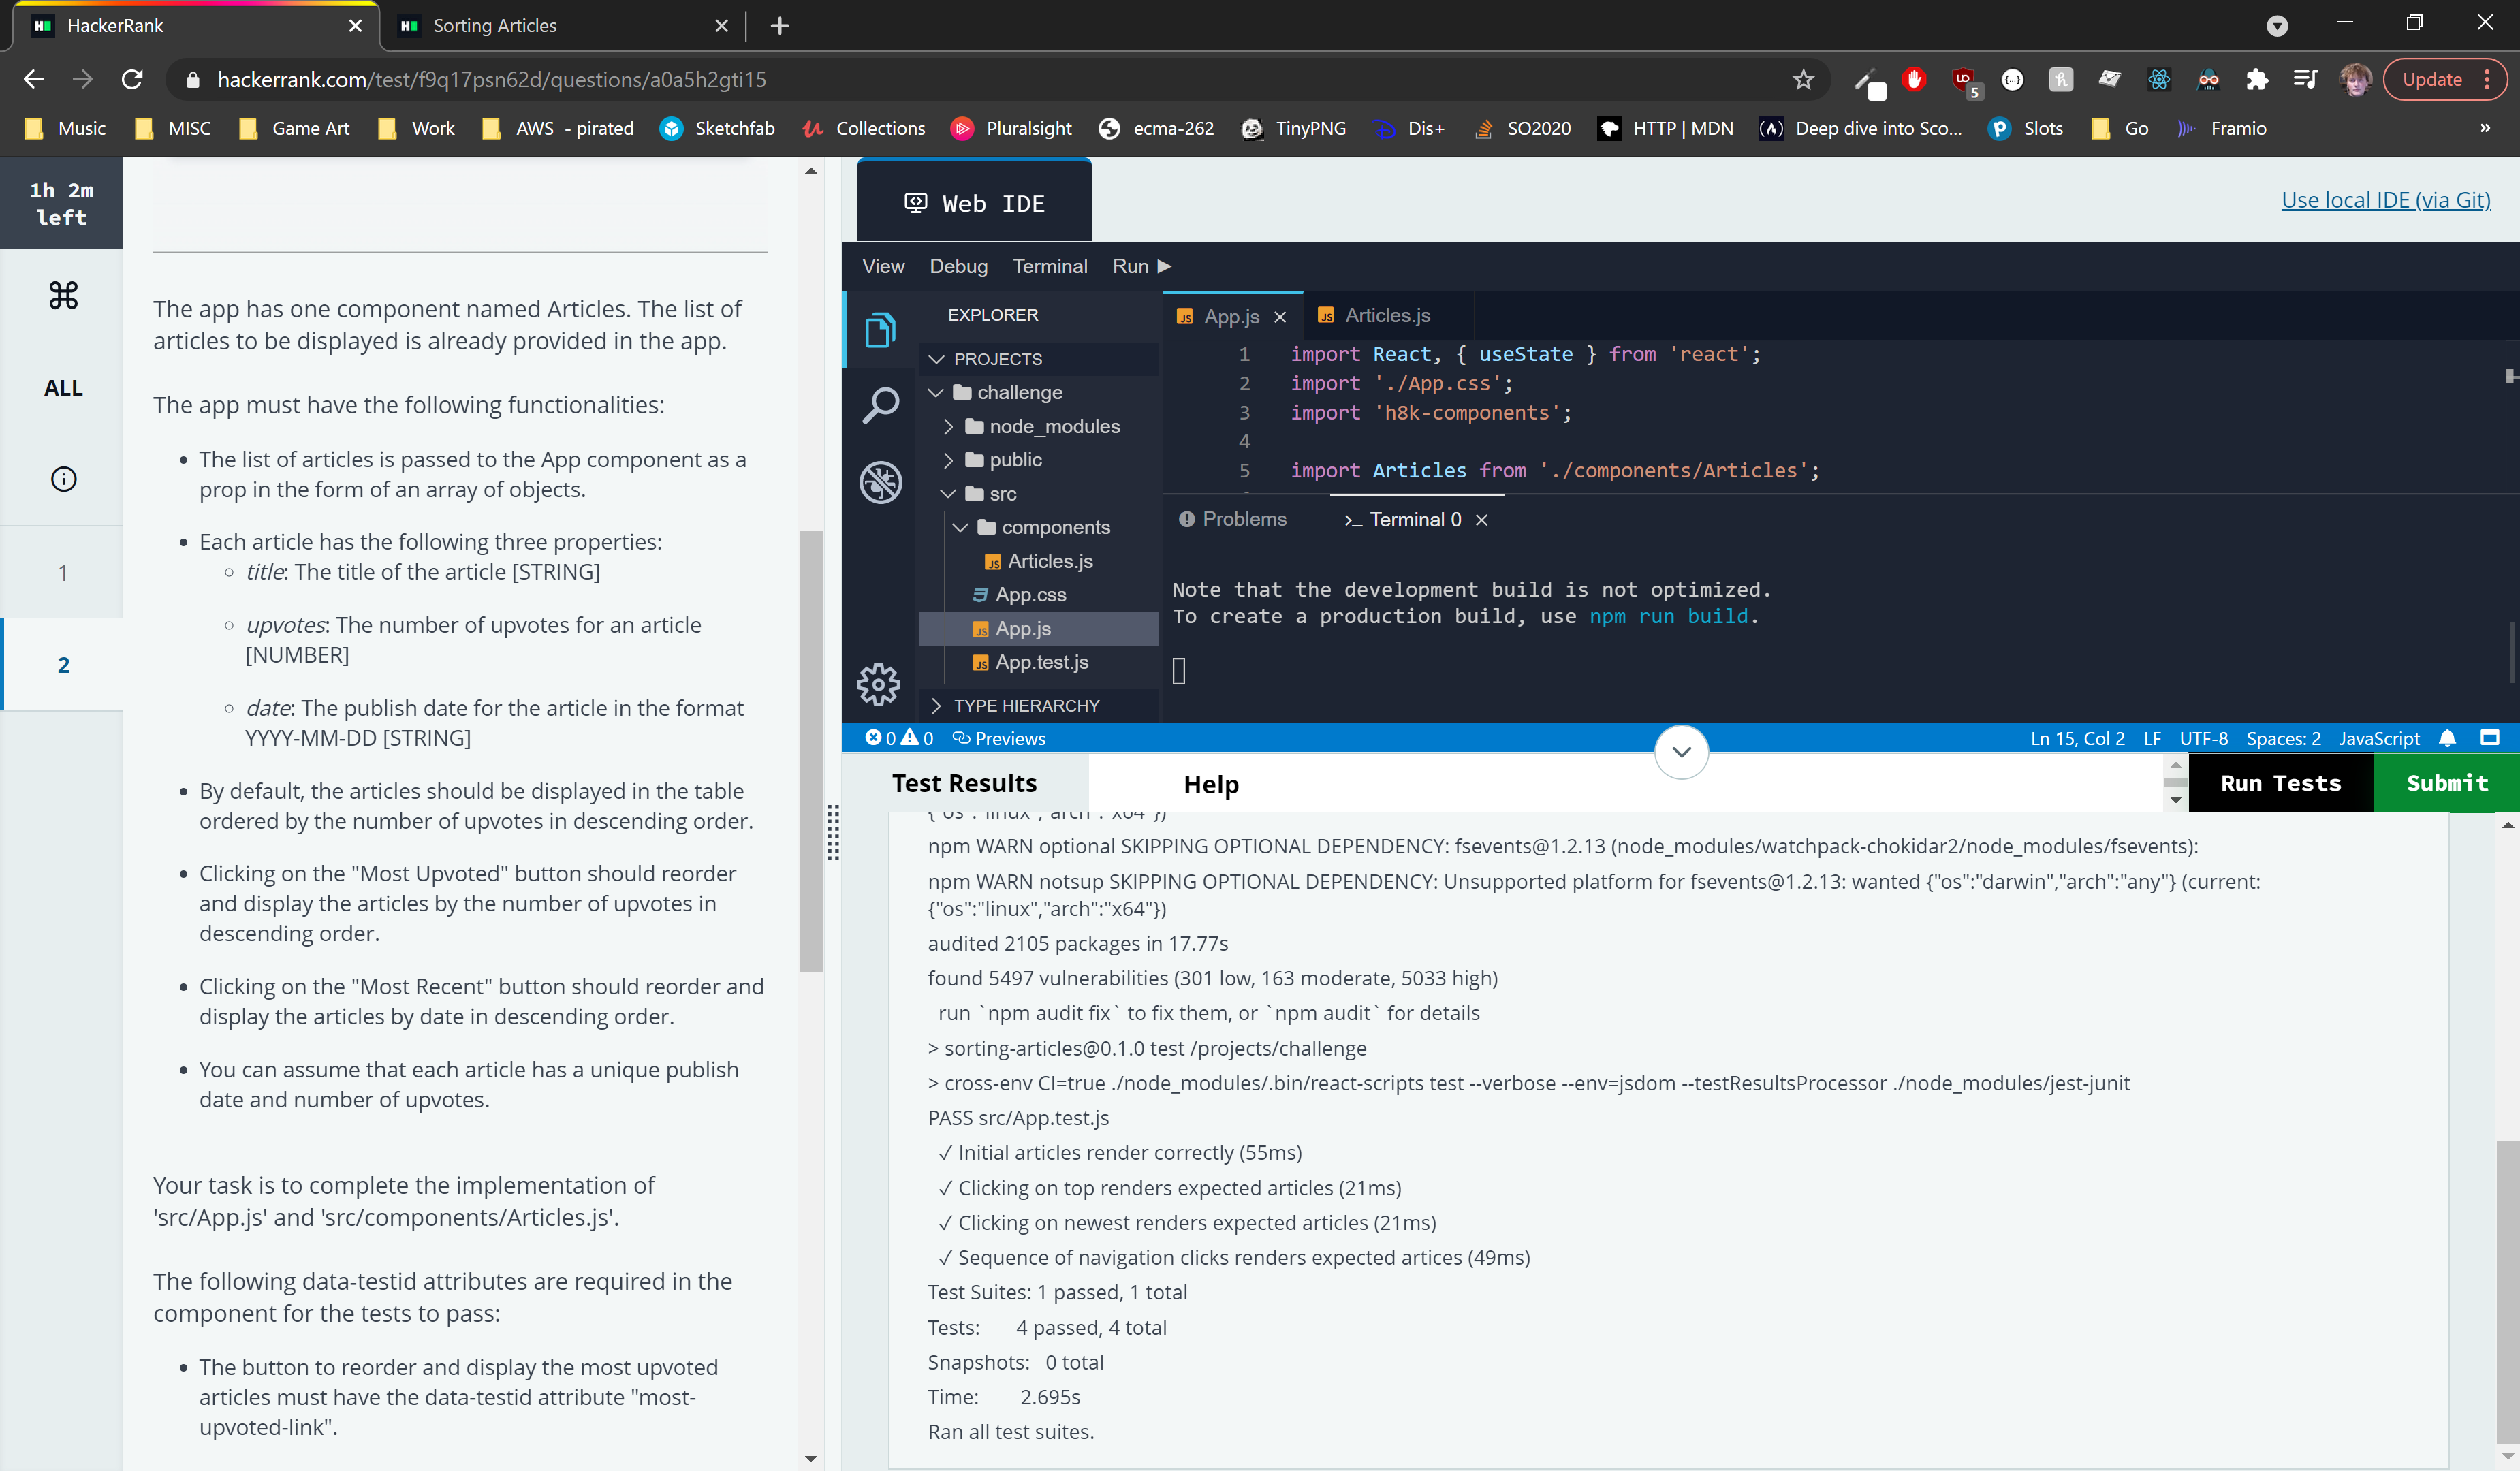 HackerRank
Sorting Articles
hackerrank.com/test/f9q17psn62d/questions/a0a5h2gti15
5
Update
Music
MISC
Game Art
Work
AWS - pirated
Sketchfab
Collections
Pluralsight
ecma-262
TinyPNG
Dis+
SO2020
HTTP | MDN
Deep dive into Sco...
Slots
Go
Framio
»
1h 2m
left
ALL
1
2
The app has one component named Articles. The list of
articles to be displayed is already provided in the app.
The app must have the following functionalities:
• The list of articles is passed to the App component as a
prop in the form of an array of objects.
• Each article has the following three properties:
◦ title: The title of the article [STRING]
◦ upvotes: The number of upvotes for an article
[NUMBER]
◦ date: The publish date for the article in the format
YYYY-MM-DD [STRING]
• By default, the articles should be displayed in the table
ordered by the number of upvotes in descending order.
• Clicking on the "Most Upvoted" button should reorder
and display the articles by the number of upvotes in
descending order.
• Clicking on the "Most Recent" button should reorder and
display the articles by date in descending order.
• You can assume that each article has a unique publish
date and number of upvotes.
Your task is to complete the implementation of
'src/App.js' and 'src/components/Articles.js'.
The following data-testid attributes are required in the
component for the tests to pass:
• The button to reorder and display the most upvoted
articles must have the data-testid attribute "most-
upvoted-link".
Web IDE
Use local IDE (via Git)
View Debug Terminal Run
EXPLORER
PROJECTS
challenge
node_modules
public
src
components
JS Articles.js
App.css
JS App.js
JS App.test.js
TYPE HIERARCHY
JS App.js
JS Articles.js
1 import React, { useState } from 'react';
2 import './App.css';
3 import 'h8k-components';
4
5 import Articles from './components/Articles';
Problems
>_ Terminal 0
Note that the development build is not optimized.
To create a production build, use npm run build.
0 0 Previews
Ln 15, Col 2 LF UTF-8 Spaces: 2 JavaScript
Test Results
Help
Run Tests
Submit
{"os":"linux","arch":"x64"})
npm WARN optional SKIPPING OPTIONAL DEPENDENCY: fsevents@1.2.13 (node_modules/watchpack-chokidar2/node_modules/fsevents):
npm WARN notsup SKIPPING OPTIONAL DEPENDENCY: Unsupported platform for fsevents@1.2.13: wanted {"os":"darwin","arch":"any"} (current:
{"os":"linux","arch":"x64"})
audited 2105 packages in 17.77s
found 5497 vulnerabilities (301 low, 163 moderate, 5033 high)
run `npm audit fix` to fix them, or `npm audit` for details
> sorting-articles@0.1.0 test /projects/challenge
> cross-env CI=true ./node_modules/.bin/react-scripts test --verbose --env=jsdom --testResultsProcessor ./node_modules/jest-junit
PASS src/App.test.js
✓ Initial articles render correctly (55ms)
✓ Clicking on top renders expected articles (21ms)
✓ Clicking on newest renders expected articles (21ms)
✓ Sequence of navigation clicks renders expected artices (49ms)
Test Suites: 1 passed, 1 total
Tests: 4 passed, 4 total
Snapshots: 0 total
Time: 2.695s
Ran all test suites.